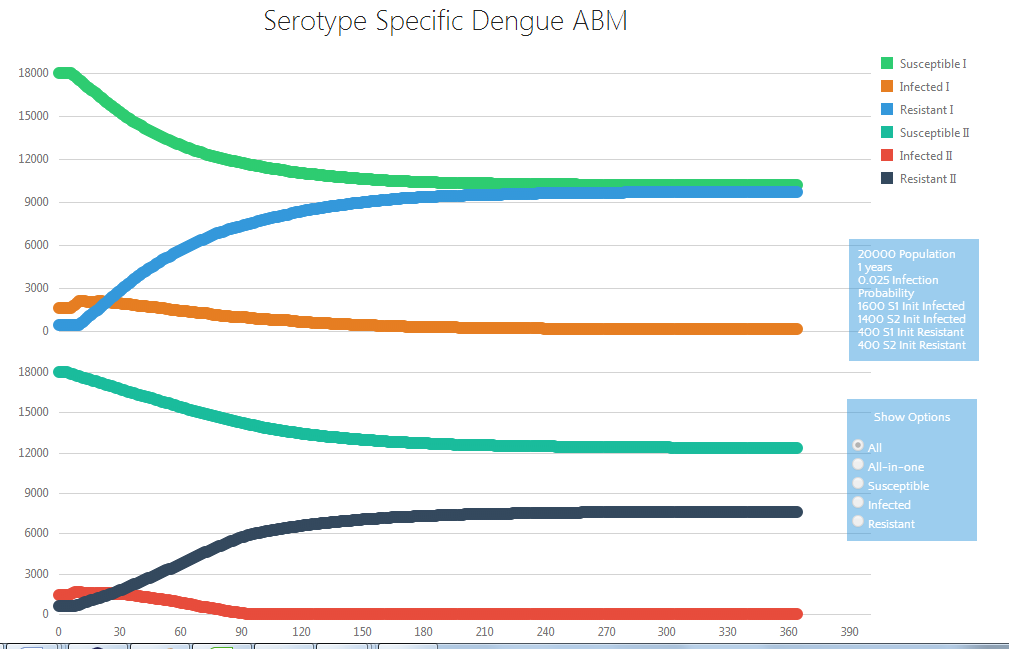 Serotype Specific Dengue ABM
18000
15000
12000
9000
6000
3000
0
Susceptible I
Infected I
Resistant I
Susceptible II
Infected II
Resistant II
20000 Population
1 years
0.025 Infection
Probability
1600 S1 Init Infected
1400 S2 Init Infected
400 S1 Init Resistant
400 S2 Init Resistant
18000
15000
12000
9000
6000
3000
0
Show Options
All
All-in-one
Susceptible
Infected
Resistant
0 30 60 90 120 150 180 210 240 270 300 330 360 390